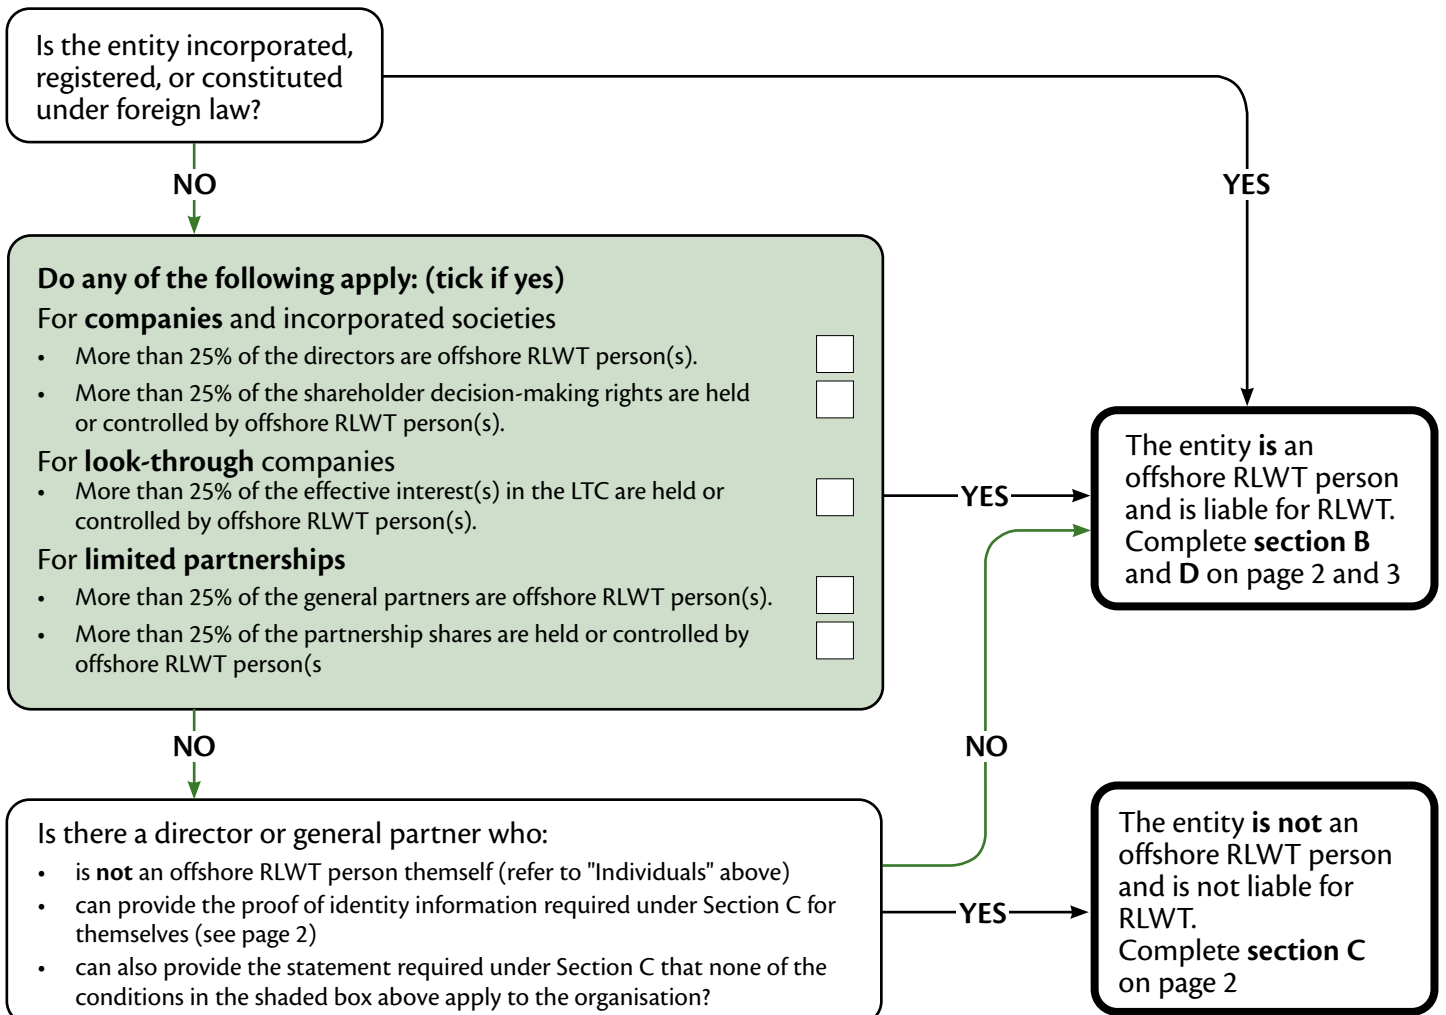 Is the entity incorporated,
registered, or constituted
under foreign law?
NO
YES
Do any of the following apply: (tick if yes)
For companies and incorporated societies
• More than 25% of the directors are offshore RLWT person(s).
• More than 25% of the shareholder decision-making rights are held
or controlled by offshore RLWT person(s).
For look-through companies
• More than 25% of the effective interest(s) in the LTC are held or
controlled by offshore RLWT person(s).
For limited partnerships
• More than 25% of the general partners are offshore RLWT person(s).
• More than 25% of the partnership shares are held or controlled by
offshore RLWT person(s
YES
The entity is an
offshore RLWT person
and is liable for RLWT.
Complete section B
and D on page 2 and 3
NO
NO
Is there a director or general partner who:
• is not an offshore RLWT person themself (refer to "Individuals" above)
• can provide the proof of identity information required under Section C for
themselves (see page 2)
• can also provide the statement required under Section C that none of the
conditions in the shaded box above apply to the organisation?
YES
The entity is not an
offshore RLWT person
and is not liable for
RLWT.
Complete section C
on page 2